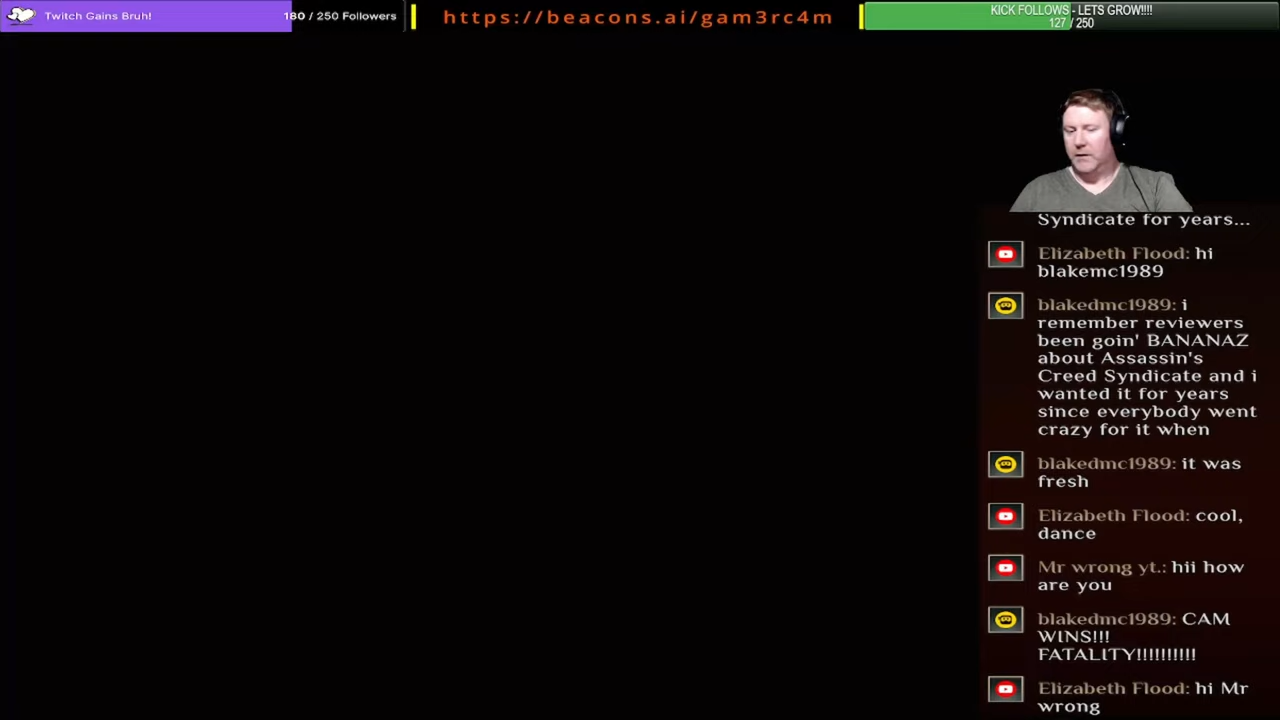 Twitch Gains Bruh!
180 / 250 Followers
https://beacons.ai/gam3rc4m
KICK FOLLOWS - LETS GROW!!!!
127 / 250
Syndicate for years...
Elizabeth Flood: hi
blakemc1989
blakedmc1989: i
remember reviewers
been goin' BANANAZ
about Assassin's
Creed Syndicate and i
wanted it for years
since everybody went
crazy for it when
blakedmc1989: it was
fresh
Elizabeth Flood: cool,
dance
Mr wrong yt.: hii how
are you
blakedmc1989: CAM
WINS!!!
FATALITY!!!!!!!!!!
Elizabeth Flood: hi Mr
wrong